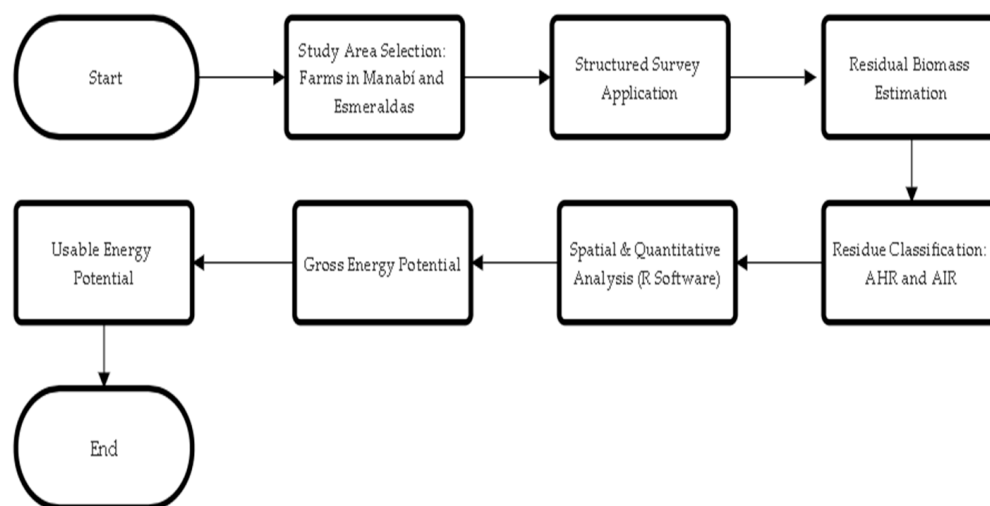 Start
Study Area Selection:
Farms in Manabí and
Esmeraldas
Structured Survey
Application
Residual Biomass
Estimation
Residue Classification:
AHR and AIR
Spatial & Quantitative
Analysis (R Software)
Gross Energy Potential
Usable Energy
Potential
End